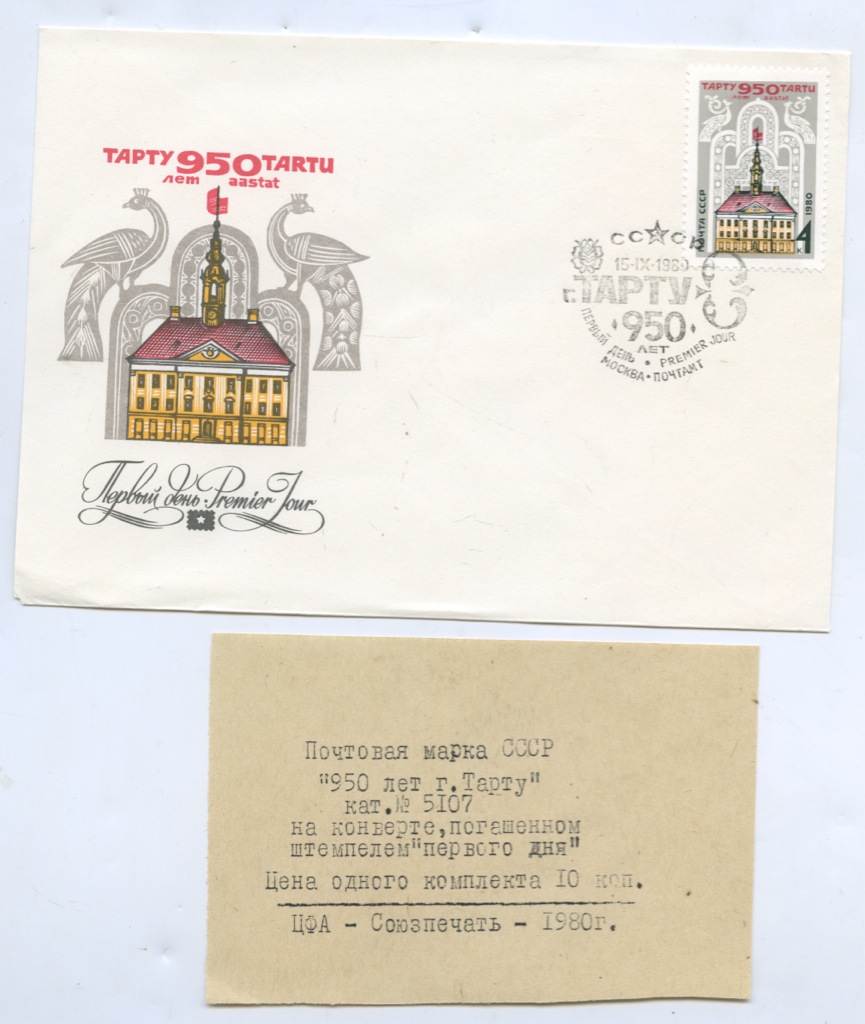 ТАРТУ 950 TARTU
лет aastat
Первый день · Premier Jour
ТАРТУ 950 TARTU
лет aastat
ПОЧТА СССР
1980
4 к
СС★СР
15-IX-1980
г. ТАРТУ
950
ЛЕТ
ПЕРВЫЙ ДЕНЬ • PREMIER JOUR
МОСКВА • ПОЧТАМТ
Почтовая марка СССР
"950 лет г.Тарту"
кат.№ 5107
на конверте,погашенном
штемпелем"первого дня"
Цена одного комплекта 10 коп.
ЦФА - Союзпечать - 1980г.